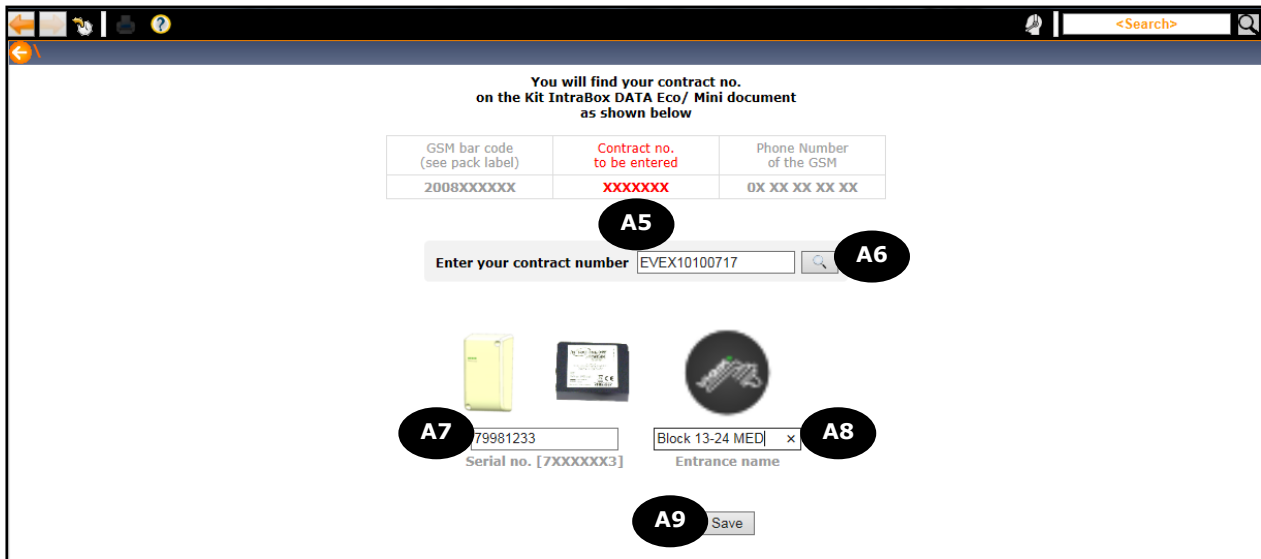 <Search>
You will find your contract no.
on the Kit IntraBox DATA Eco/ Mini document
as shown below
GSM bar code
(see pack label)
Contract no.
to be entered
Phone Number
of the GSM
2008XXXXXX
XXXXXXX
0X XX XX XX XX
A5
Enter your contract number EVEX10100717
A6
A7
79981233
Block 13-24 MED ×
A8
Serial no. [7XXXXXX3]
Entrance name
A9
Save